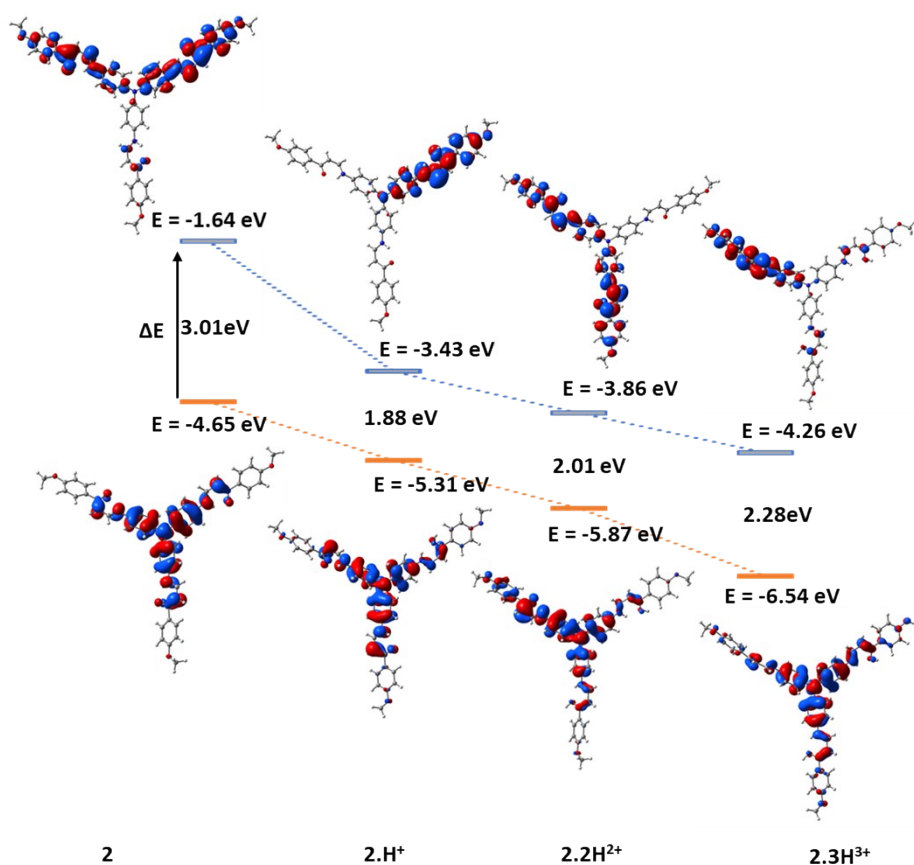 E = -1.64 eV
ΔE
3.01eV
E = -3.43 eV
E = -3.86 eV
E = -4.26 eV
E = -4.65 eV
1.88 eV
2.01 eV
2.28eV
E = -5.31 eV
E = -5.87 eV
E = -6.54 eV
2
2.H⁺
2.2H²⁺
2.3H³⁺